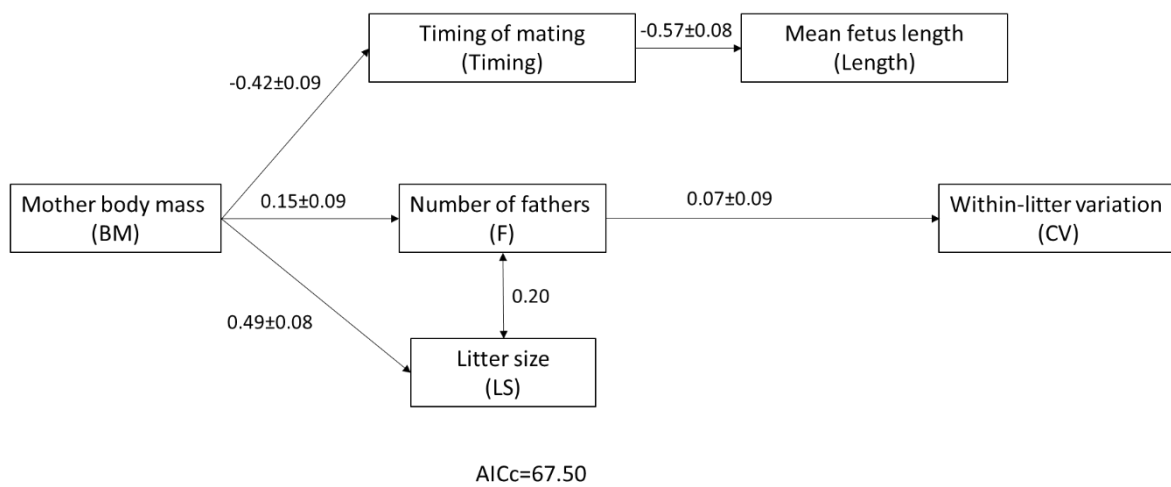 Timing of mating
(Timing)
-0.57±0.08
Mean fetus length
(Length)
-0.42±0.09
Mother body mass
(BM)
0.15±0.09
Number of fathers
(F)
0.07±0.09
Within-litter variation
(CV)
0.20
0.49±0.08
Litter size
(LS)
AICc=67.50